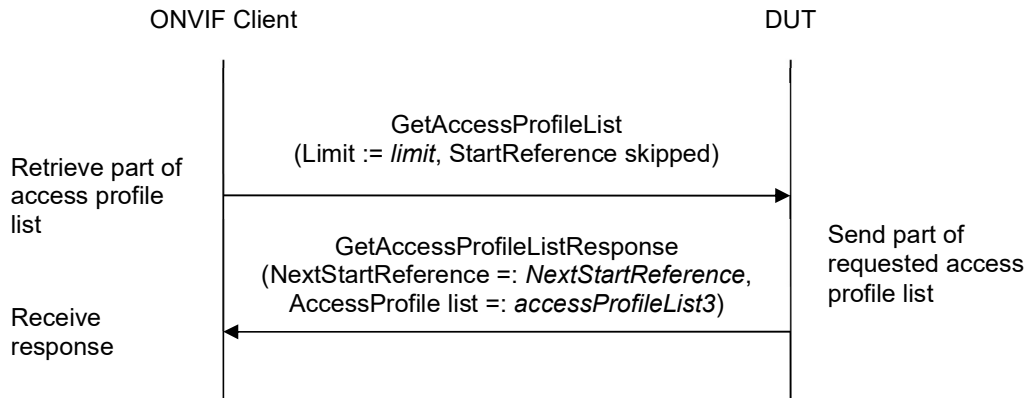 ONVIF Client
DUT
GetAccessProfileList
(Limit := limit, StartReference skipped)
Retrieve part of
access profile
list
GetAccessProfileListResponse
(NextStartReference =: NextStartReference,
AccessProfile list =: accessProfileList3)
Send part of
requested access
profile list
Receive
response